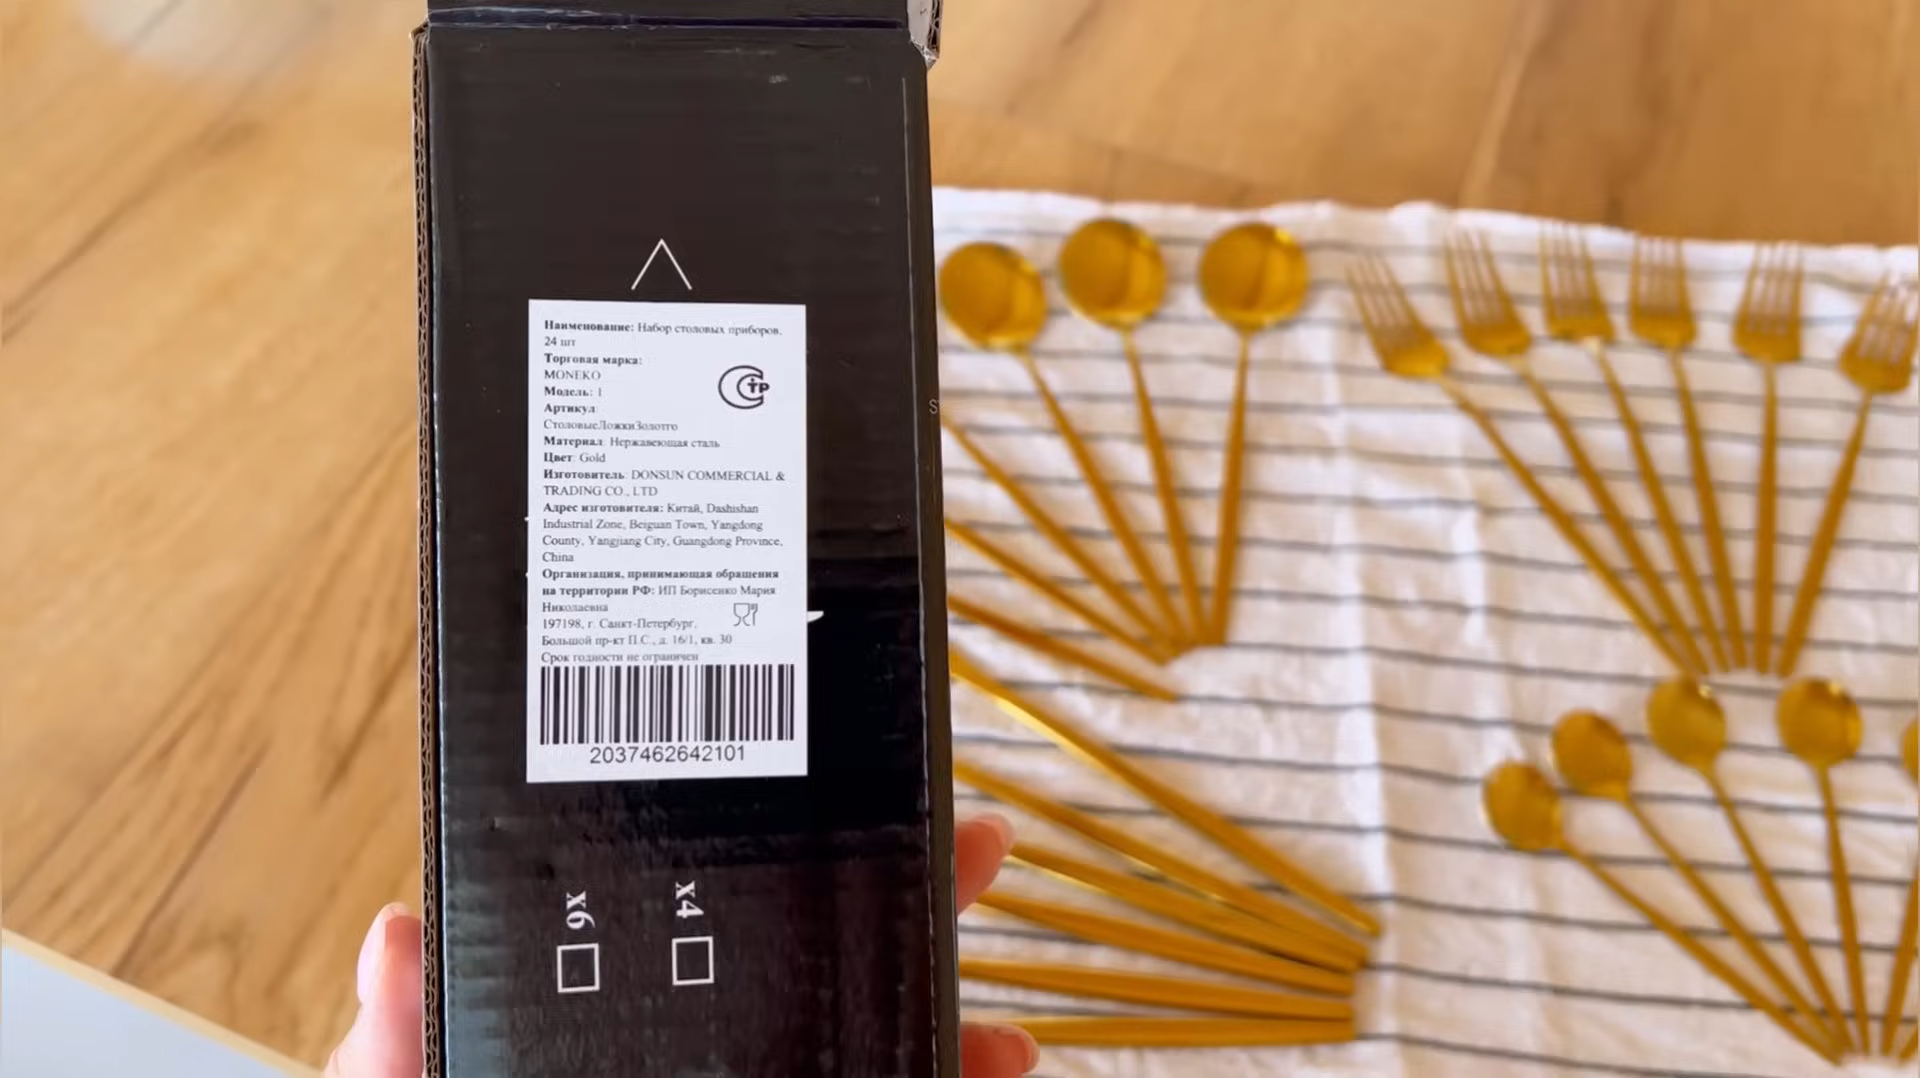 Наименование: Набор столовых приборов,
24 шт
Торговая марка:
MONEKO
Модель: 1
Артикул:
СтоловыеЛожкиЗолотто
Материал: Нержавеющая сталь
Цвет: Gold
Изготовитель: DONSUN COMMERCIAL &
TRADING CO., LTD
Адрес изготовителя: Китай, Dashishan
Industrial Zone, Beiguan Town, Yangdong
County, Yangjiang City, Guangdong Province,
China
Организация, принимающая обращения
на территории РФ: ИП Борисенко Мария
Николаевна
197198, г. Санкт-Петербург,
Большой пр-кт П.С., д. 16/1, кв. 30
Срок годности не ограничен
2037462642101
СТР
x6
x4